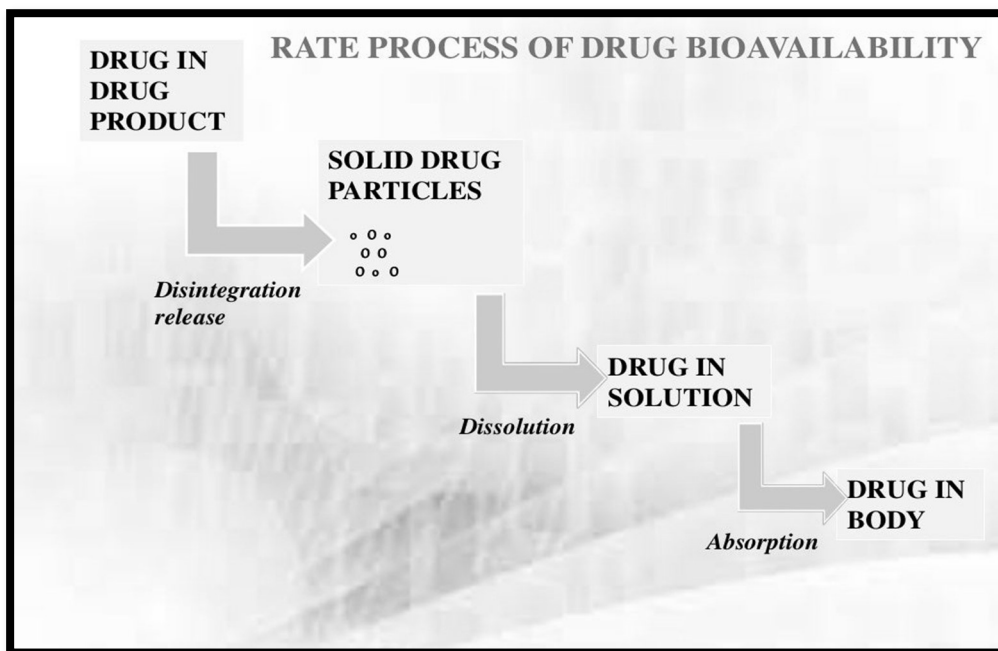 RATE PROCESS OF DRUG BIOAVAILABILITY
DRUG IN
DRUG
PRODUCT
Disintegration
release
SOLID DRUG
PARTICLES
o O o
O O
O o O
Dissolution
DRUG IN
SOLUTION
Absorption
DRUG IN
BODY